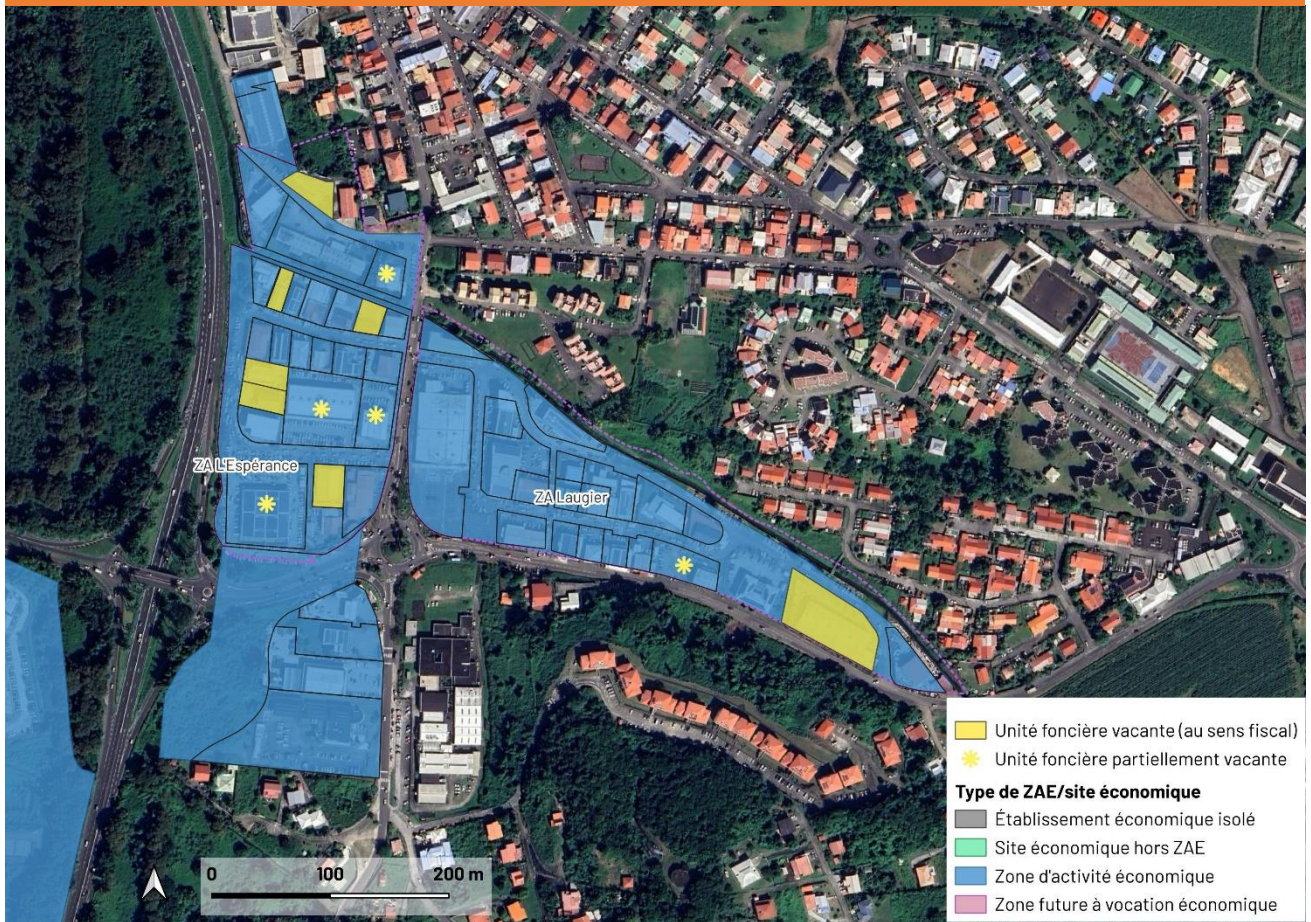 ZA L'Espérance
ZA Laugier
0 100 200 m
Unité foncière vacante (au sens fiscal)
Unité foncière partiellement vacante
Type de ZAE/site économique
Établissement économique isolé
Site économique hors ZAE
Zone d'activité économique
Zone future à vocation économique